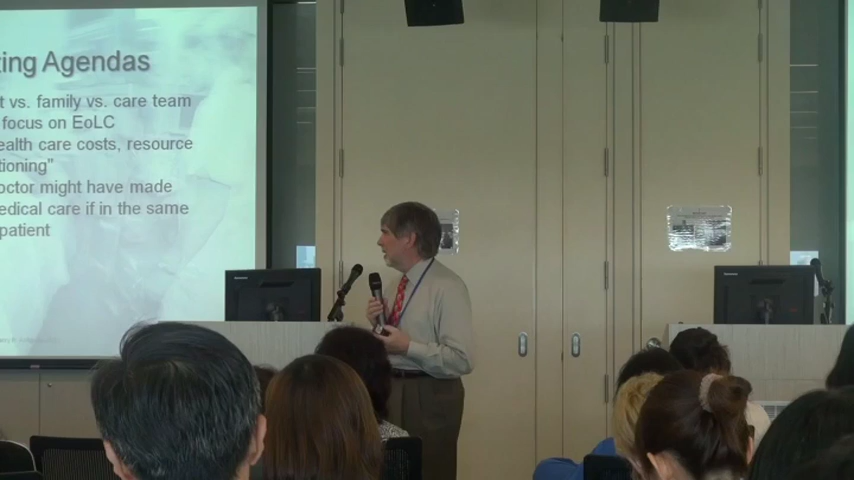 ting Agendas
t vs. family vs. care team
focus on EoLC
ealth care costs, resource
tioning"
octor might have made
edical care if in the same
patient